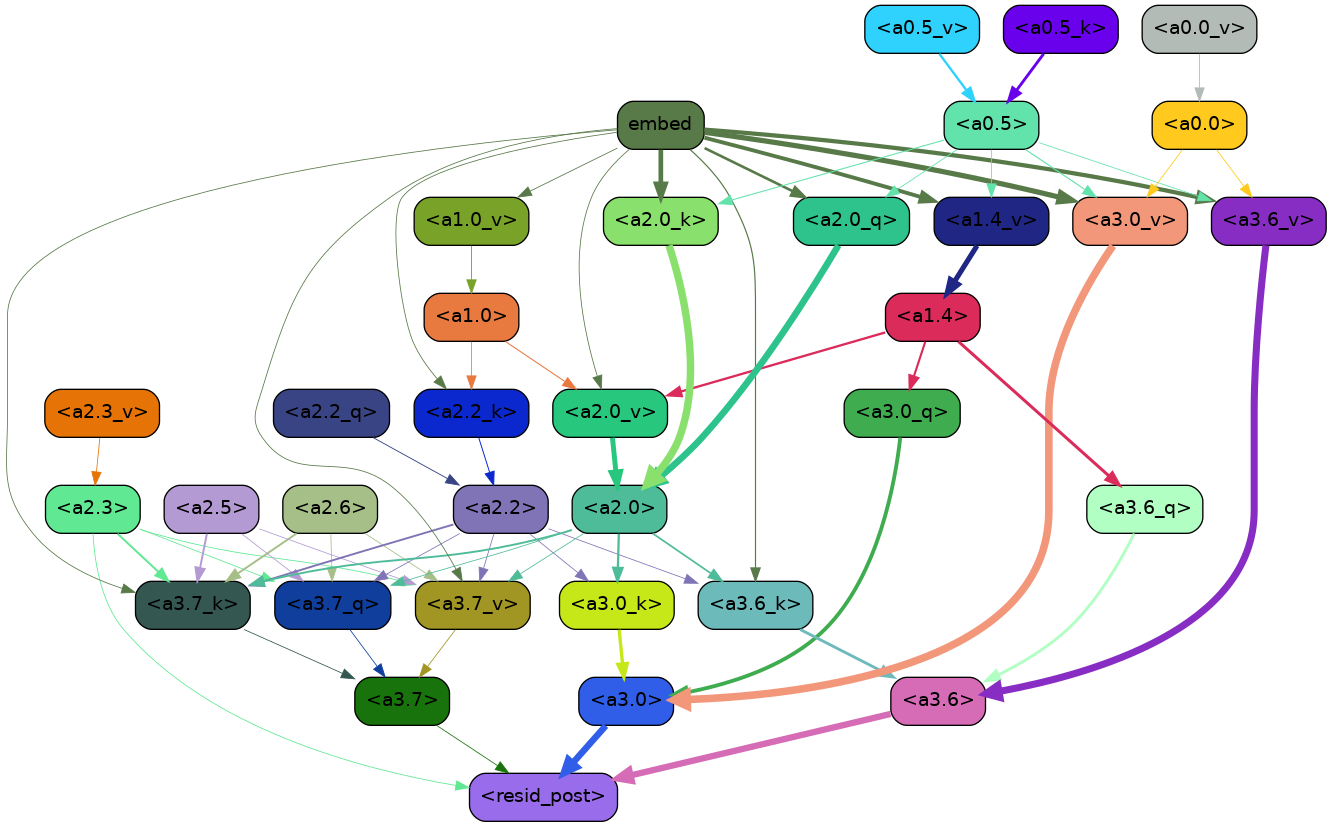 <a0.5_v> <a0.5_k> <a0.0_v>
embed <a0.5> <a0.0>
<a1.0_v> <a2.0_k> <a2.0_q> <a1.4_v> <a3.0_v> <a3.6_v>
<a1.0> <a1.4>
<a2.3_v> <a2.2_q> <a2.2_k> <a2.0_v> <a3.0_q>
<a2.3> <a2.5> <a2.6> <a2.2> <a2.0> <a3.6_q>
<a3.7_k> <a3.7_q> <a3.7_v> <a3.0_k> <a3.6_k>
<a3.7> <a3.0> <a3.6>
<resid_post>